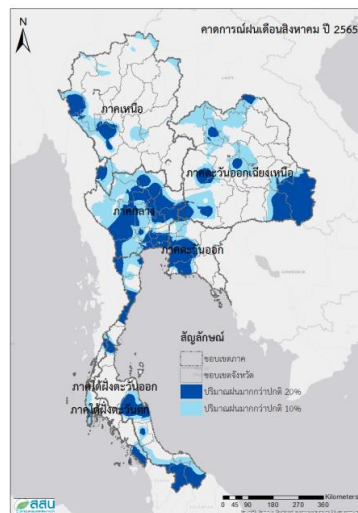 คาดการณ์ฝนเดือนสิงหาคม ปี 2565
N
ภาคเหนือ
ภาคตะวันออกเฉียงเหนือ
ภาคกลาง
ภาคตะวันออก
ภาคใต้ฝั่งตะวันออก
ภาคใต้ฝั่งตะวันตก
สัญลักษณ์
ขอบเขตภาค
ขอบเขตจังหวัด
ปริมาณฝนมากกว่าปกติ 20%
ปริมาณฝนมากกว่าปกติ 10%
Kilometers
0 45 90 180 270 360
สสน